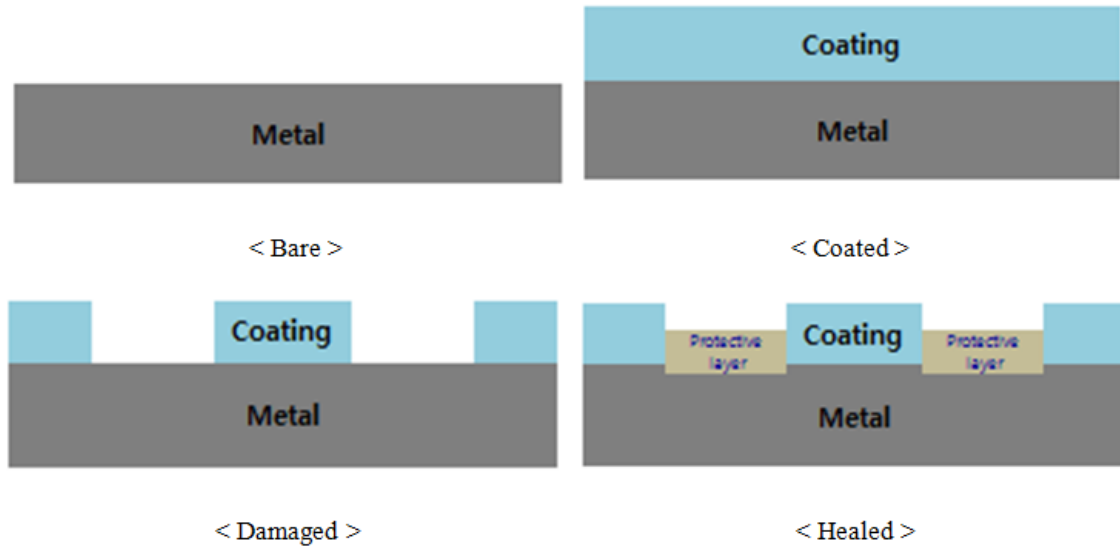 Metal
Coating
Metal
< Bare >
< Coated >
Coating
Metal
Protective
layer
Coating
Protective
layer
Metal
< Damaged >
< Healed >